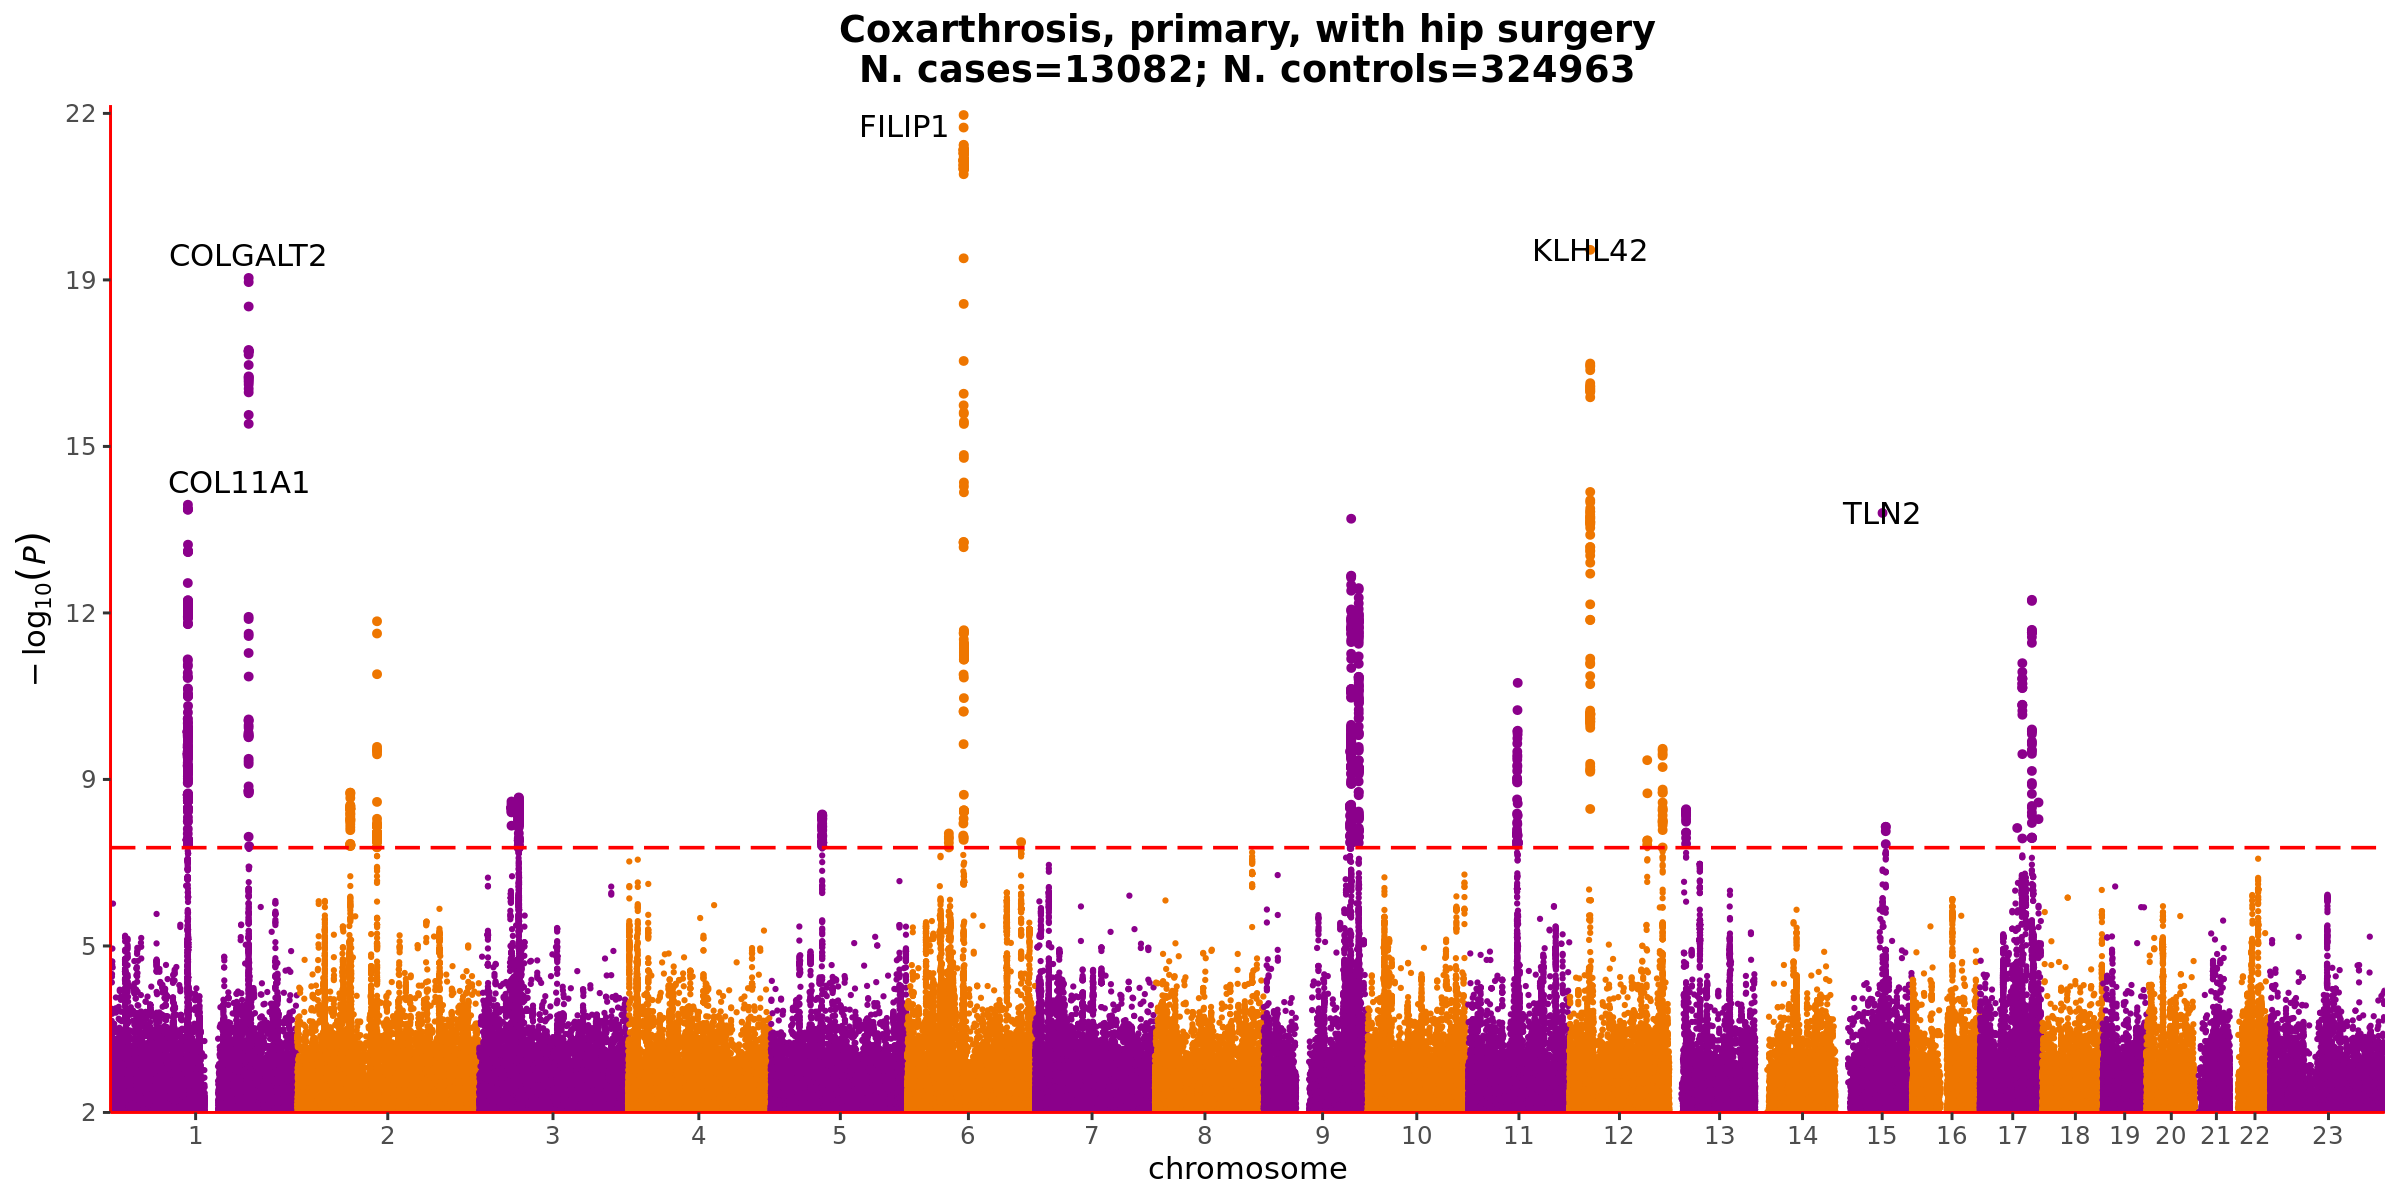 Coxarthrosis, primary, with hip surgery
N. cases=13082; N. controls=324963
FILIP1
COLGALT2
KLHL42
COL11A1
TLN2
22
19
15
12
9
5
2
−log₁₀(P)
1 2 3 4 5 6 7 8 9 10 11 12 13 14 15 16 17 18 19 20 21 22 23
chromosome